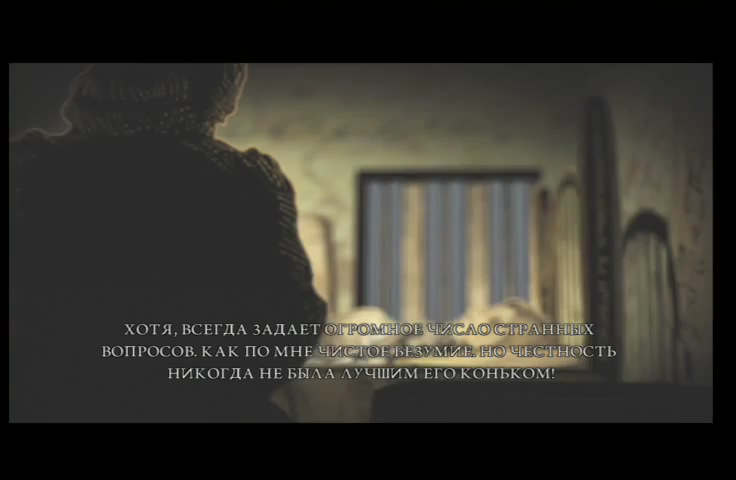 ХОТЯ, ВСЕГДА ЗАДАЕТ ОГРОМНОЕ ЧИСЛО СТРАННЫХ
ВОПРОСОВ. КАК ПО МНЕ ЧИСТОЕ БЕЗУМИЕ. НО ЧЕСТНОСТЬ
НИКОГДА НЕ БЫЛА ЛУЧШИМ ЕГО КОНЬКОМ!